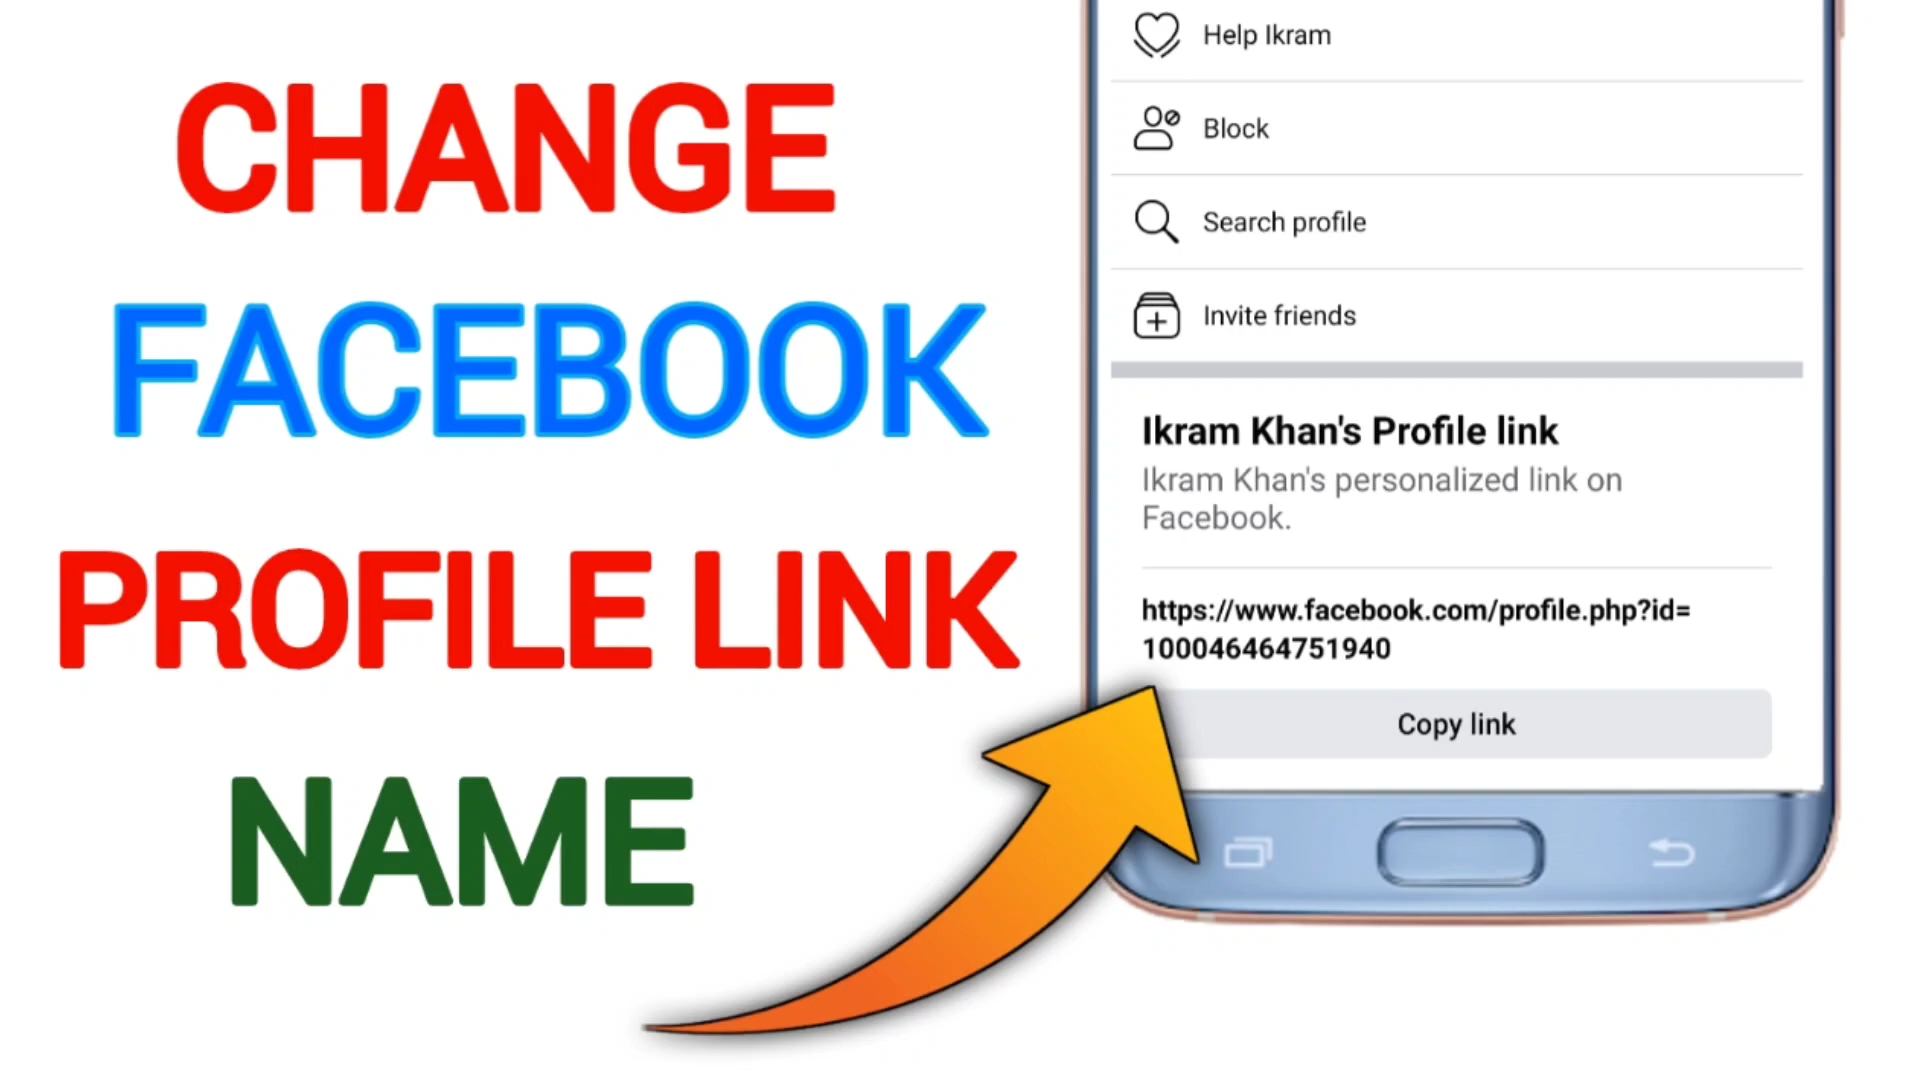 CHANGE
FACEBOOK
PROFILE LINK
NAME
Help Ikram
Block
Search profile
Invite friends
Ikram Khan's Profile link
Ikram Khan's personalized link on
Facebook.
https://www.facebook.com/profile.php?id=
100046464751940
Copy link